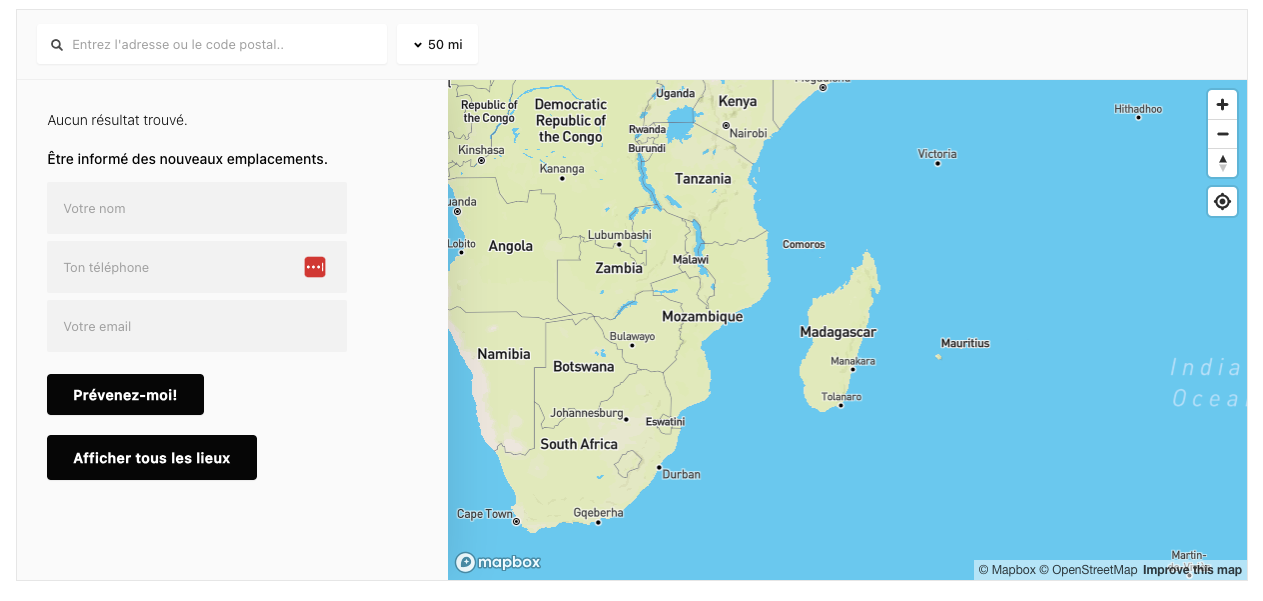 Entrez l'adresse ou le code postal..
50 mi
Aucun résultat trouvé.
Être informé des nouveaux emplacements.
Votre nom
Ton téléphone
Votre email
Prévenez-moi!
Afficher tous les lieux
Uganda
Kenya
Hithadhoo
Republic of
the Congo
Democratic
Republic of
the Congo
Rwanda
Nairobi
Burundi
Kinshasa
Victoria
Kananga
Tanzania
Lubumbashi
Lobito
Angola
Comoros
Malawi
Zambia
Mozambique
Madagascar
Bulawayo
Mauritius
Namibia
Botswana
Manakara
Tolanaro
Johannesburg
Eswatini
South Africa
Durban
Cape Town
Gqeberha
mapbox
Martin-
© Mapbox © OpenStreetMap Improve this map